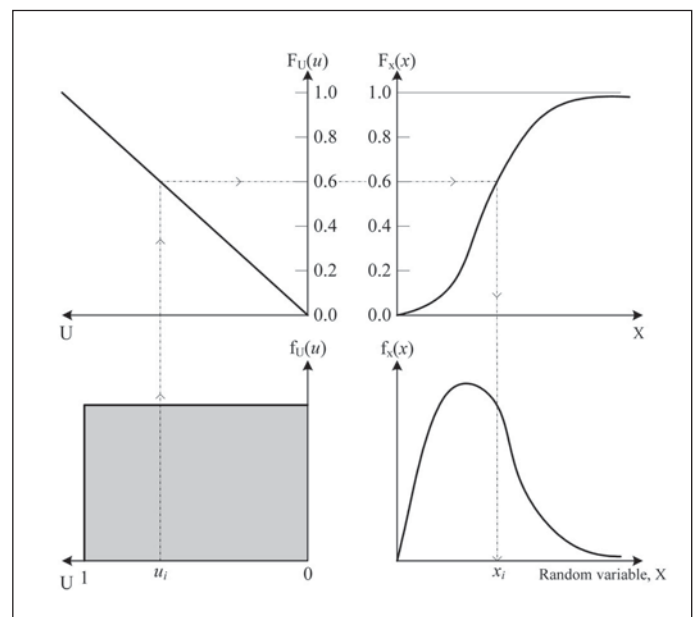 F_U(u) F_x(x)
1.0 1.0
0.8 0.8
0.6 0.6
0.4 0.4
0.2 0.2
0.0 0.0
U X
f_U(u) f_x(x)
U 1 u_i 0 x_i Random variable, X